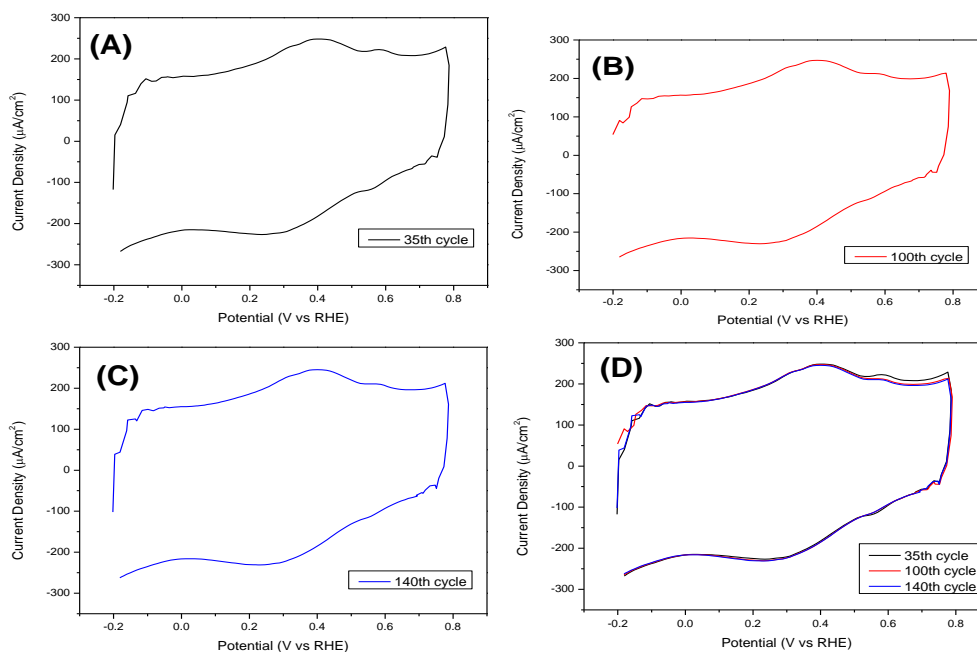 (A)
300
200
100
0
-100
-200
-300
Current Density (µA/cm²)
-0.2 0.0 0.2 0.4 0.6 0.8
Potential (V vs RHE)
35th cycle
(B)
300
200
100
0
-100
-200
-300
Current Density (µA/cm²)
-0.2 0.0 0.2 0.4 0.6 0.8
Potential (V vs RHE)
100th cycle
(C)
300
200
100
0
-100
-200
-300
Current Density (µA/cm²)
-0.2 0.0 0.2 0.4 0.6 0.8
Potential (V vs RHE)
140th cycle
(D)
300
200
100
0
-100
-200
-300
Current Density (µA/cm²)
-0.2 0.0 0.2 0.4 0.6 0.8
Potential (V vs RHE)
35th cycle
100th cycle
140th cycle